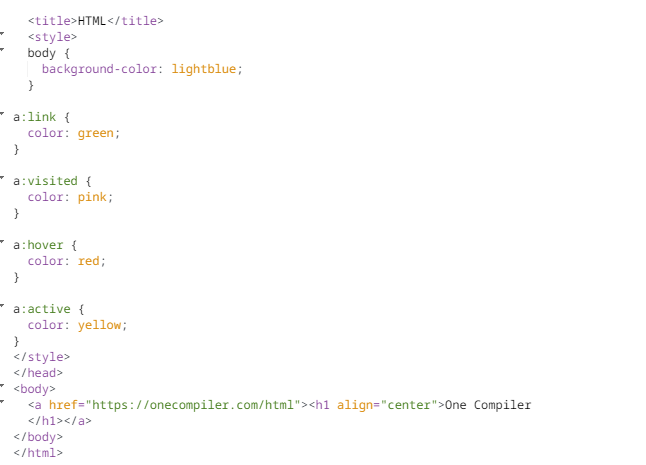 <title>HTML</title>
<style>
body {
background-color: lightblue;
}
a:link {
color: green;
}
a:visited {
color: pink;
}
a:hover {
color: red;
}
a:active {
color: yellow;
}
</style>
</head>
<body>
<a href="https://onecompiler.com/html"><h1 align="center">One Compiler
</h1></a>
</body>
</html>